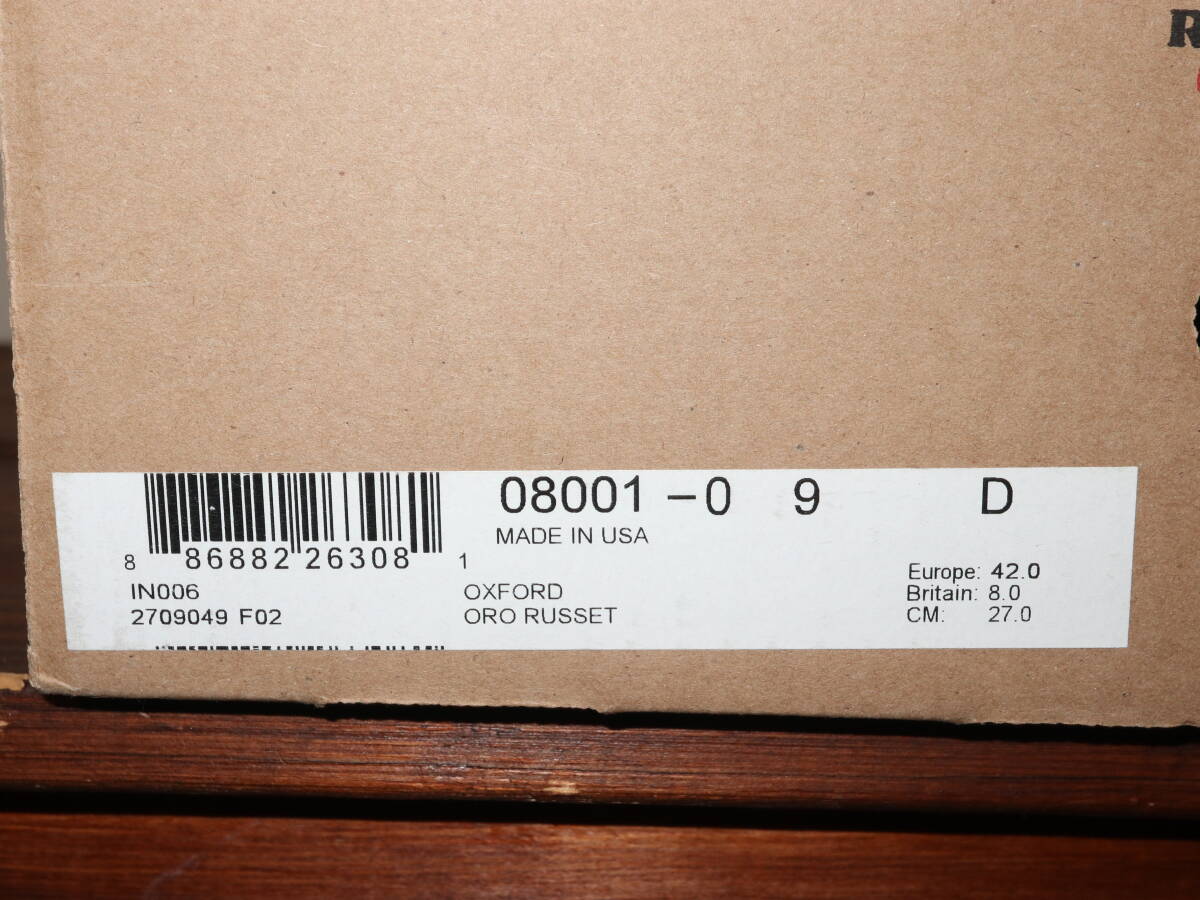 R
08001 -0 9 D
MADE IN USA
8 86882 26308 1
IN006
2709049 F02
OXFORD
ORO RUSSET
Europe: 42.0
Britain: 8.0
CM: 27.0